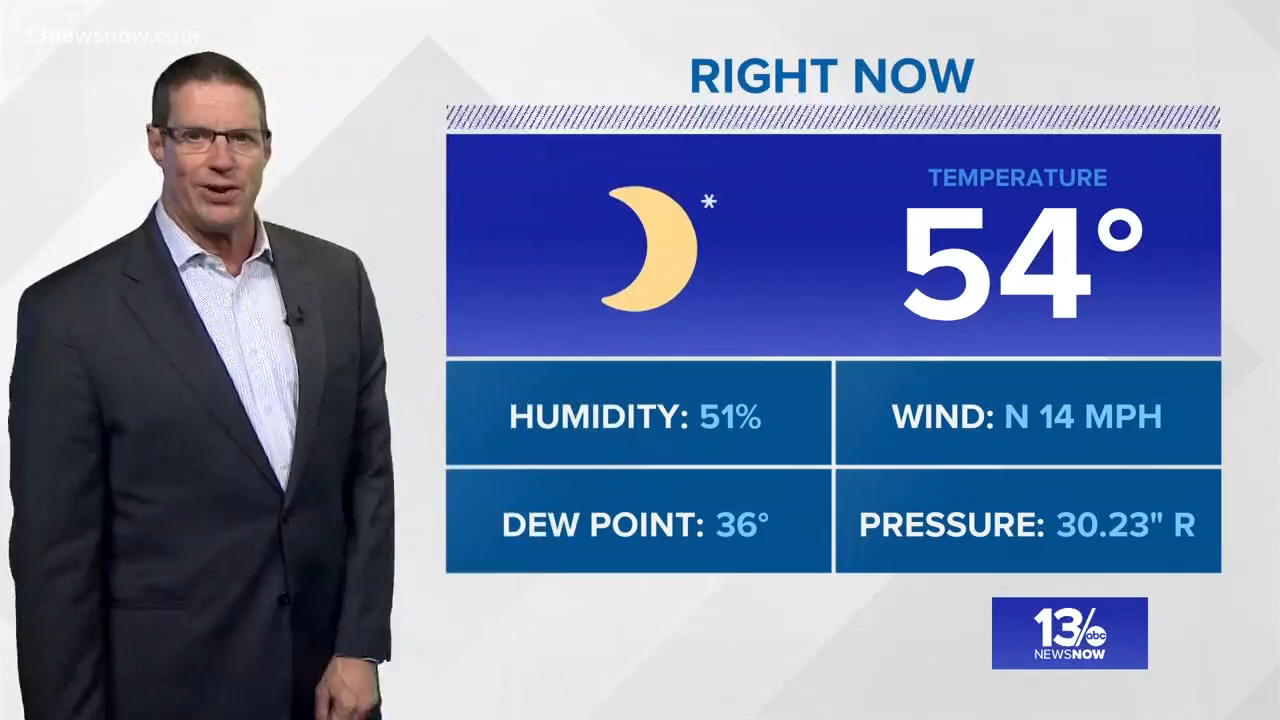 13newsnow.com
RIGHT NOW
TEMPERATURE
54°
HUMIDITY: 51%
WIND: N 14 MPH
DEW POINT: 36°
PRESSURE: 30.23" R
13 abc
NEWSNOW